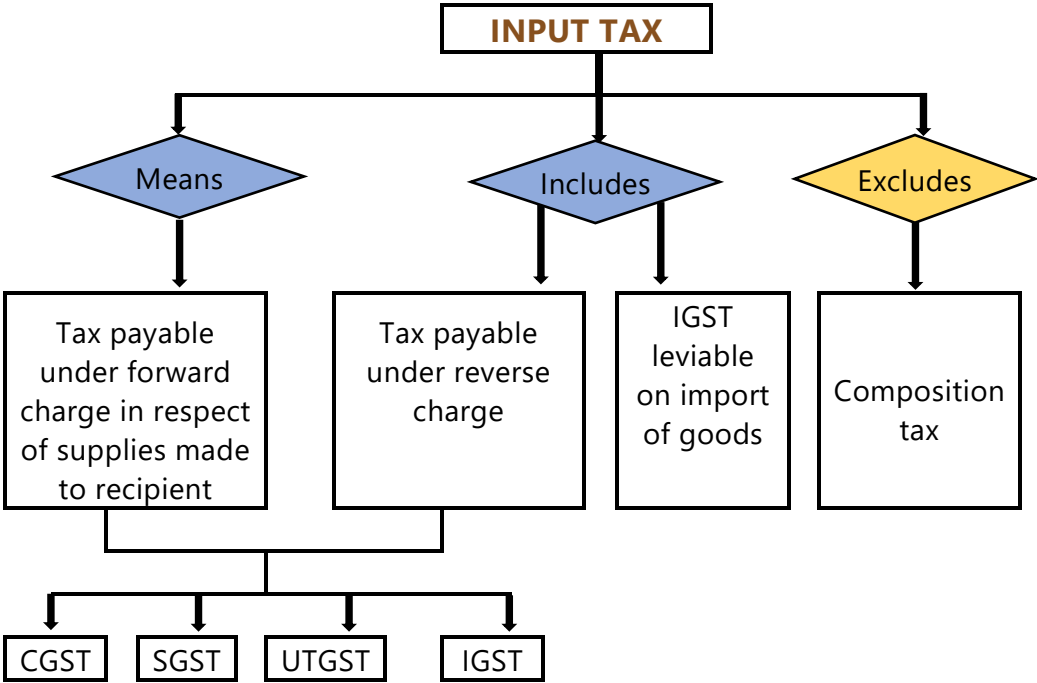 INPUT TAX
Means
Includes
Excludes
Tax payable
under forward
charge in respect
of supplies made
to recipient
Tax payable
under reverse
charge
IGST
leviable
on import
of goods
Composition
tax
CGST
SGST
UTGST
IGST